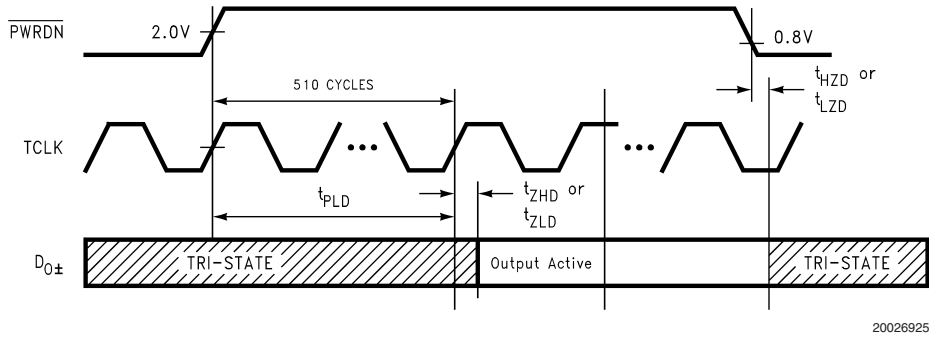 PWRDN
2.0V
0.8V
tHZD or
tLZD
510 CYCLES
TCLK
tPLD
tZHD or
tZLD
DO±
TRI-STATE
Output Active
TRI-STATE
20026925